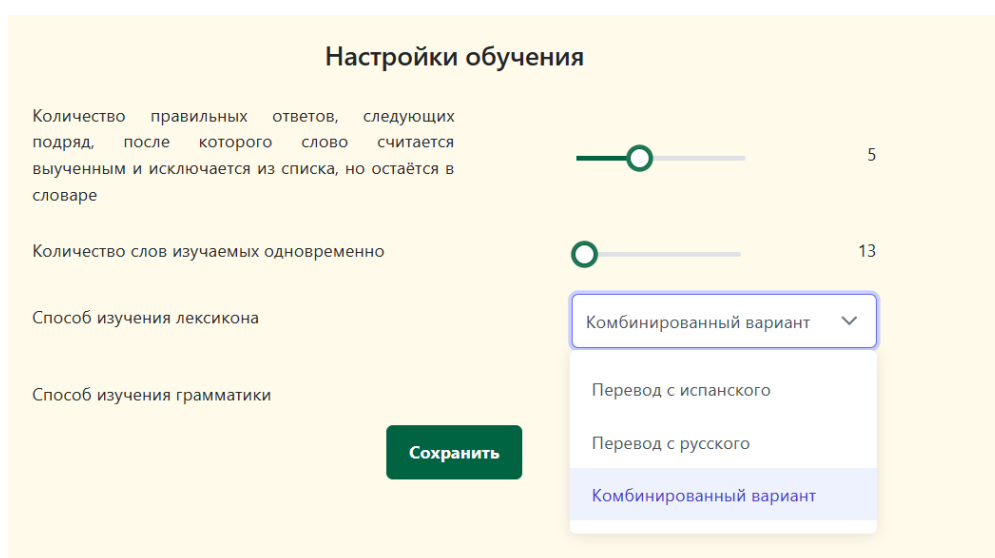 Настройки обучения
Количество правильных ответов, следующих
подряд, после которого слово считается
выученным и исключается из списка, но остаётся в
словаре
5
Количество слов изучаемых одновременно
13
Способ изучения лексикона
Комбинированный вариант
Перевод с испанского
Способ изучения грамматики
Перевод с русского
Сохранить
Комбинированный вариант